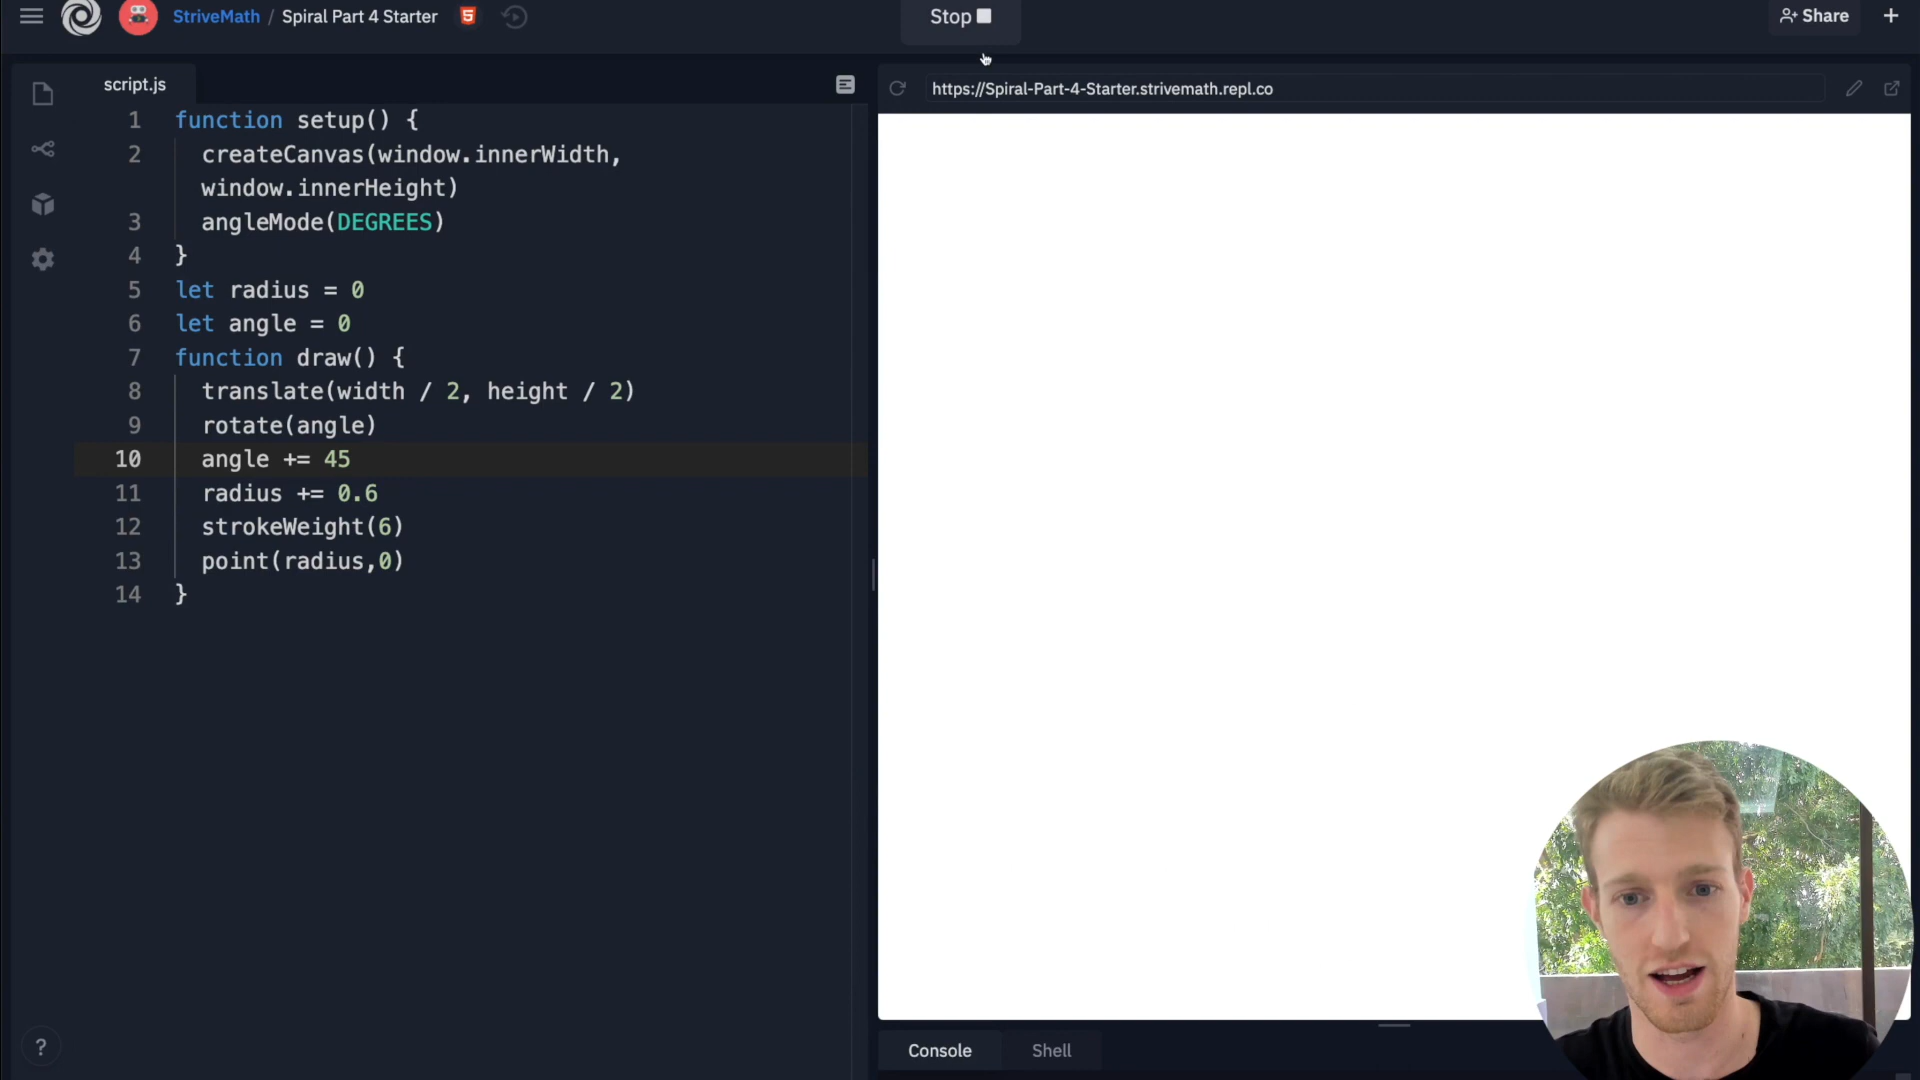 StriveMath / Spiral Part 4 Starter
Stop
Share
script.js
https://Spiral-Part-4-Starter.strivemath.repl.co
1 function setup() {
2 createCanvas(window.innerWidth,
window.innerHeight)
3 angleMode(DEGREES)
4 }
5 let radius = 0
6 let angle = 0
7 function draw() {
8 translate(width / 2, height / 2)
9 rotate(angle)
10 angle += 45
11 radius += 0.6
12 strokeWeight(6)
13 point(radius,0)
14 }
?
Console
Shell